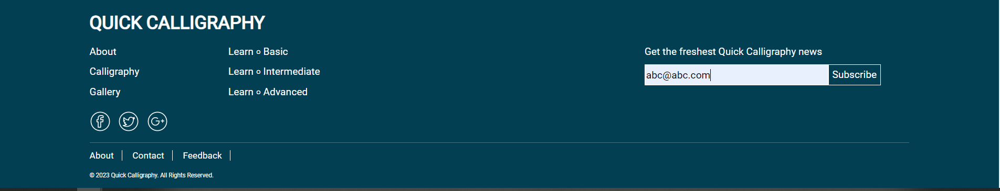 QUICK CALLIGRAPHY
About
Calligraphy
Gallery
Learn o Basic
Learn o Intermediate
Learn o Advanced
Get the freshest Quick Calligraphy news
abc@abc.com Subscribe
About | Contact | Feedback |
© 2023 Quick Calligraphy. All Rights Reserved.